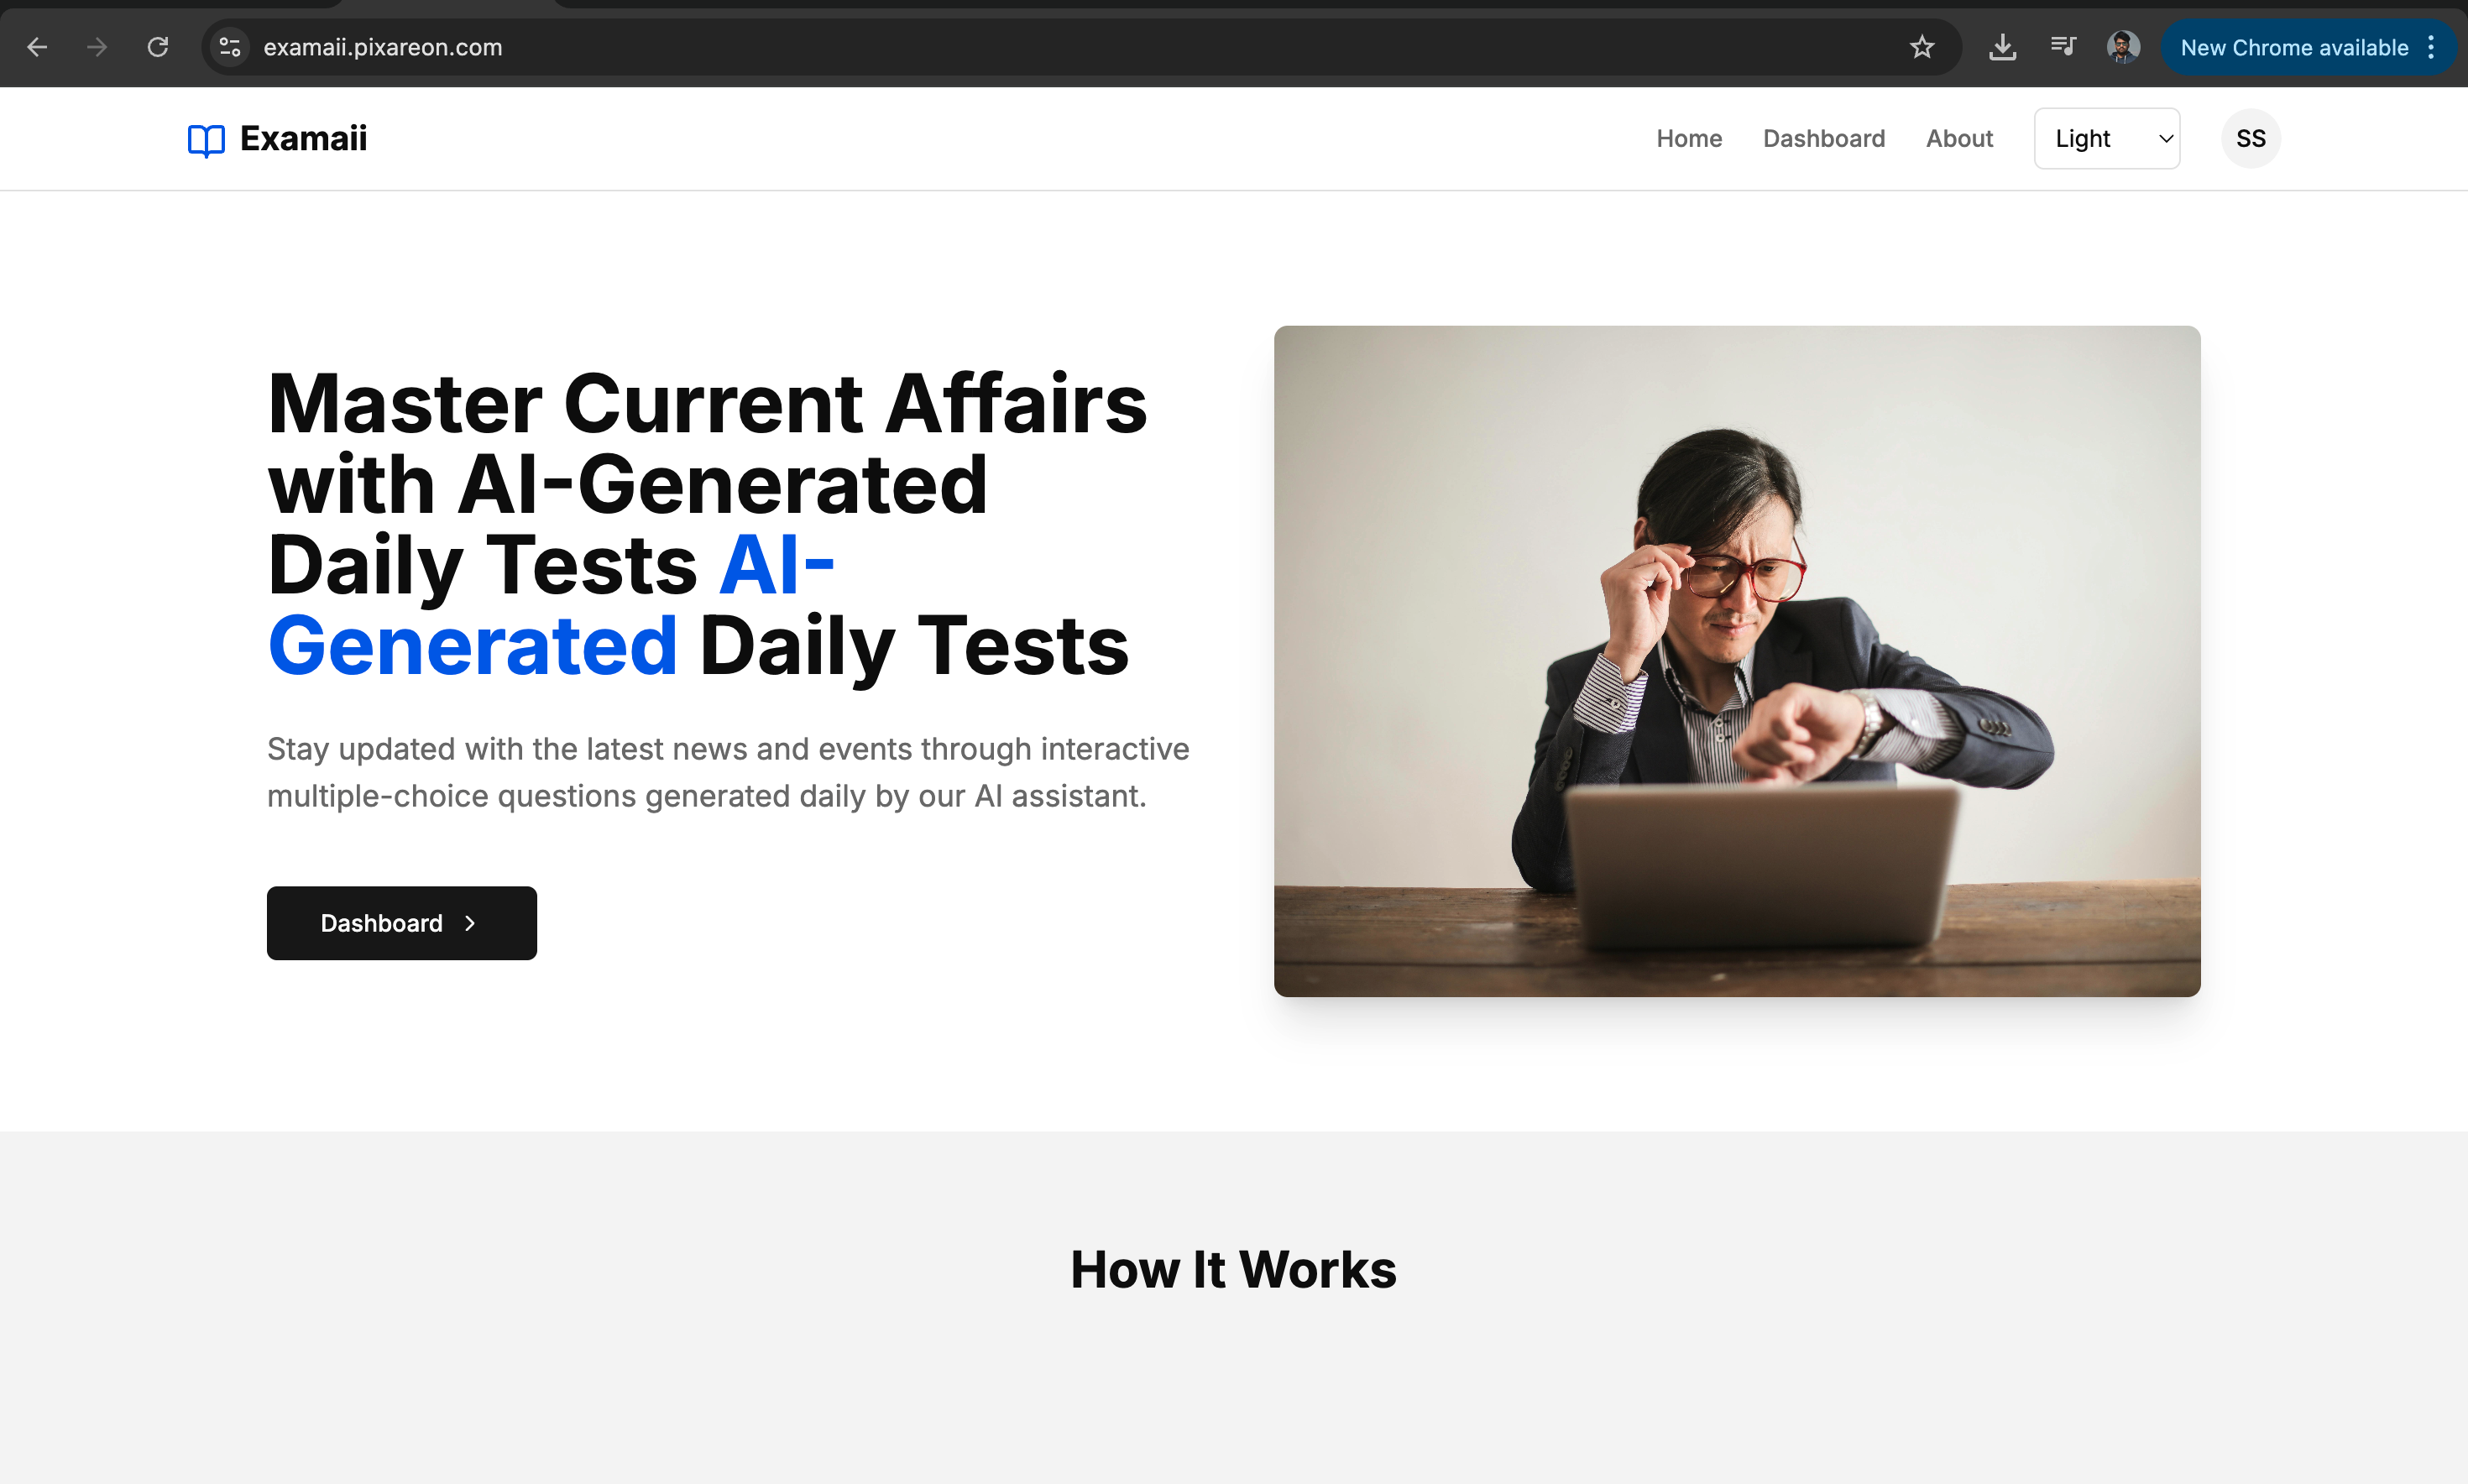 examaii.pixareon.com
New Chrome available
Examaii
Home
Dashboard
About
Light
SS
Master Current Affairs
with AI-Generated
Daily Tests AI-
Generated Daily Tests
Stay updated with the latest news and events through interactive
multiple-choice questions generated daily by our AI assistant.
Dashboard
How It Works